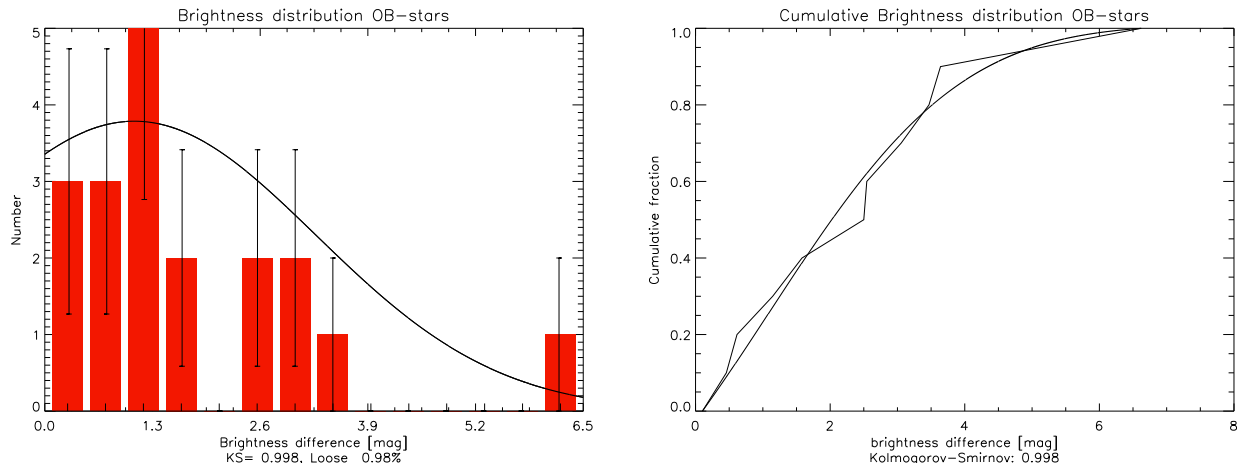 Brightness distribution OB-stars
Number
5
4
3
2
1
0
0.0 1.3 2.6 3.9 5.2 6.5
Brightness difference [mag]
KS= 0.998, Loose 0.98%
Cumulative Brightness distribution OB-stars
Cumulative fraction
1.0
0.8
0.6
0.4
0.2
0.0
0 2 4 6 8
brightness difference [mag]
Kolmogorov-Smirnov: 0.998